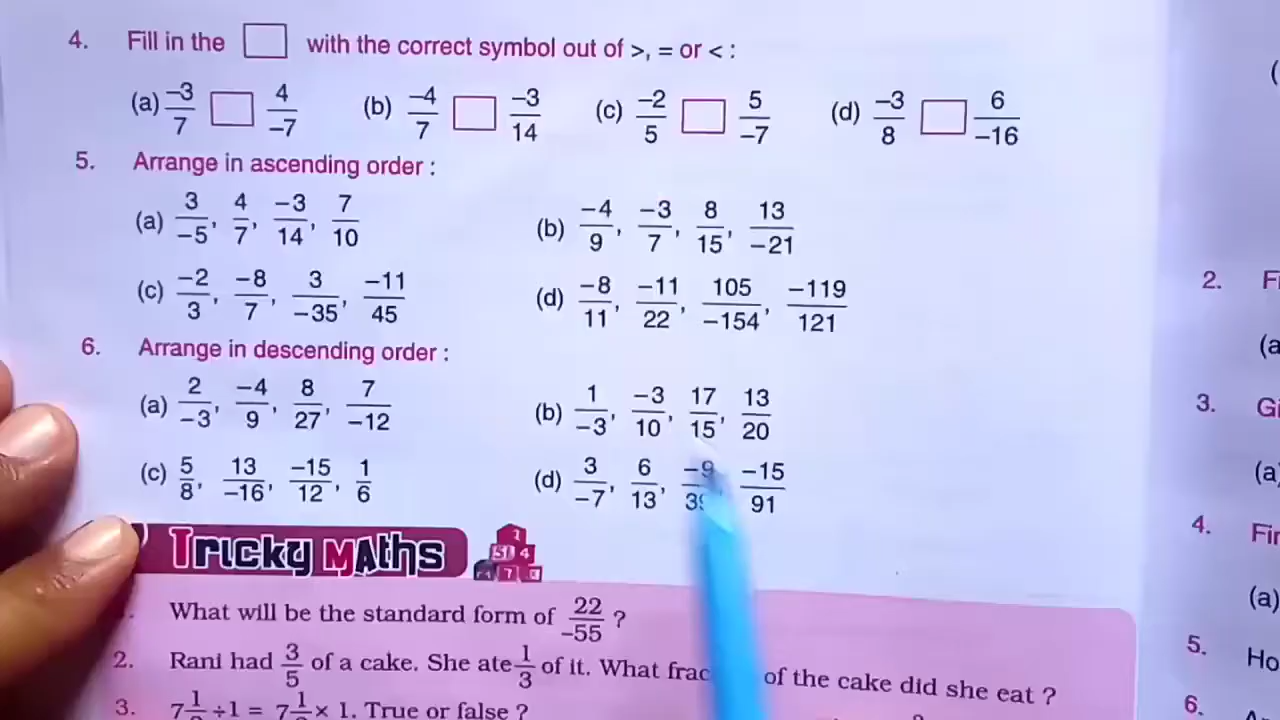 4. Fill in the □ with the correct symbol out of >, = or < :
(a) −3/7 □ 4/−7 (b) −4/7 □ −3/14 (c) −2/5 □ 5/−7 (d) −3/8 □ 6/−16
5. Arrange in ascending order :
(a) 3/−5, 4/7, −3/14, 7/10 (b) −4/9, −3/7, 8/15, 13/−21
(c) −2/3, −8/7, 3/−35, −11/45 (d) −8/11, −11/22, 105/−154, −119/121
6. Arrange in descending order :
(a) 2/−3, −4/9, 8/27, 7/−12 (b) 1/−3, −3/10, 17/15, 13/20
(c) 5/8, 13/−16, −15/12, 1/6 (d) 3/−7, 6/13, −9/, −15/91
Tricky Maths
What will be the standard form of 22/−55 ?
2. Rani had 3/5 of a cake. She ate 1/3 of it. What of the cake did she eat ?
3. ÷ 1 = × 1. True or false ?
2.
(a
3.
(a)
4.
(a)
5.
6.